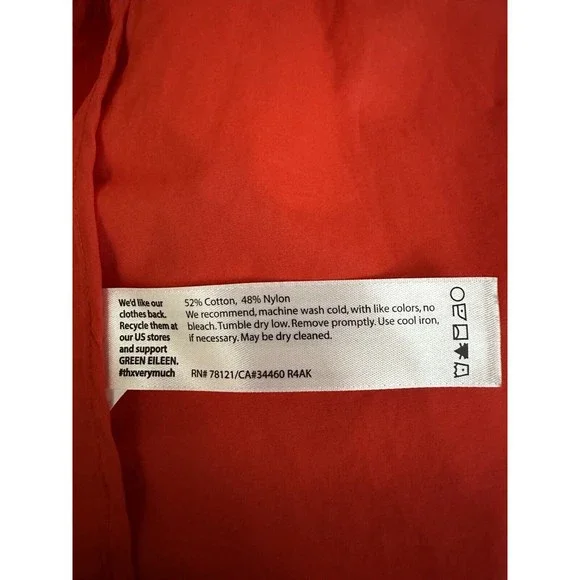 We'd like our
clothes back.
Recycle them at
our US stores
and support
GREEN EILEEN.
#thxverymuch
52% Cotton, 48% Nylon
We recommend, machine wash cold, with like colors, no
bleach. Tumble dry low. Remove promptly. Use cool iron,
if necessary. May be dry cleaned.
RN# 78121/CA#34460 R4AK